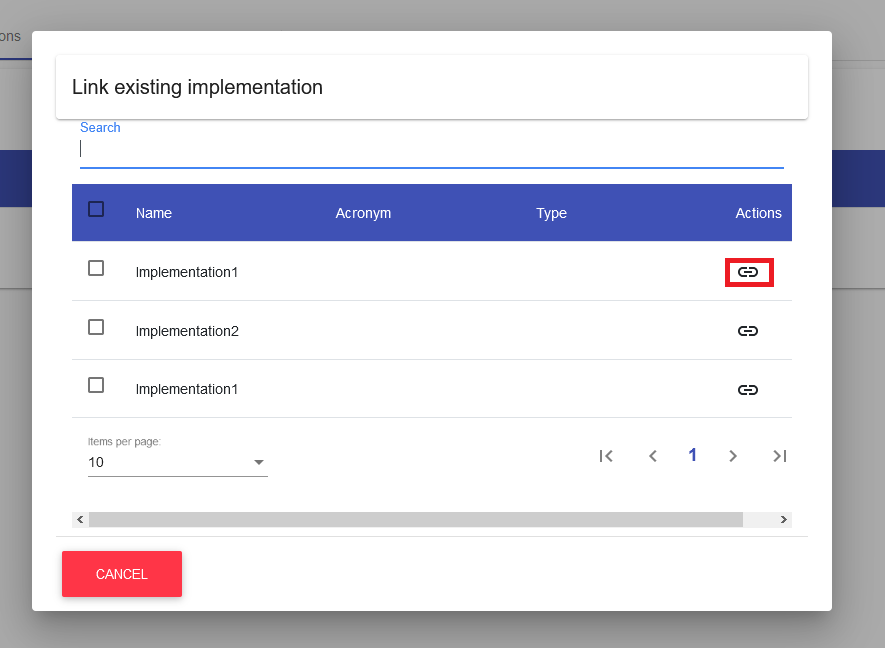 ons
Link existing implementation
Search
Name Acronym Type Actions
Implementation1
Implementation2
Implementation1
Items per page:
10
1
CANCEL